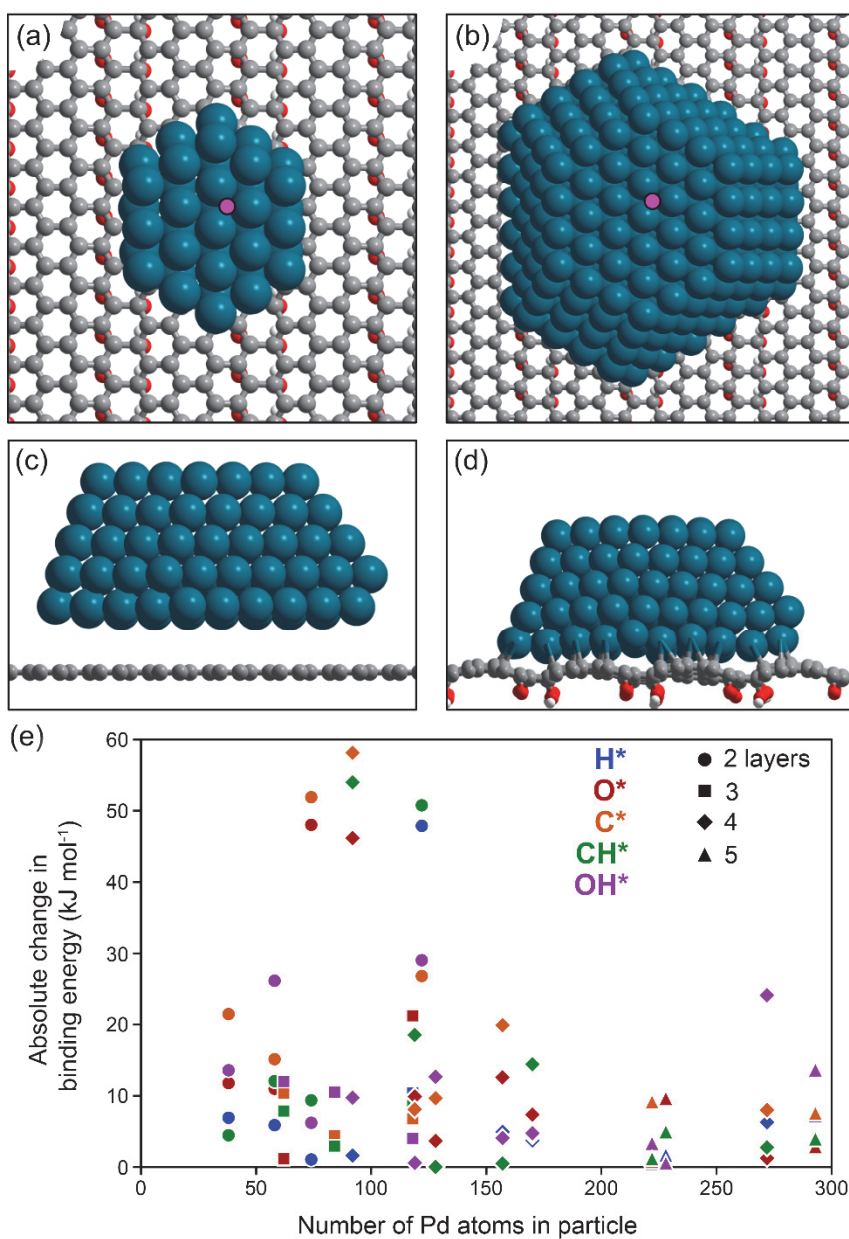 (a)
(b)
(c)
(d)
(e)
60
50
40
30
20
10
0
Absolute change in
binding energy (kJ mol⁻¹)
H*
O*
C*
CH*
OH*
2 layers
3
4
5
0
50
100
150
200
250
300
Number of Pd atoms in particle